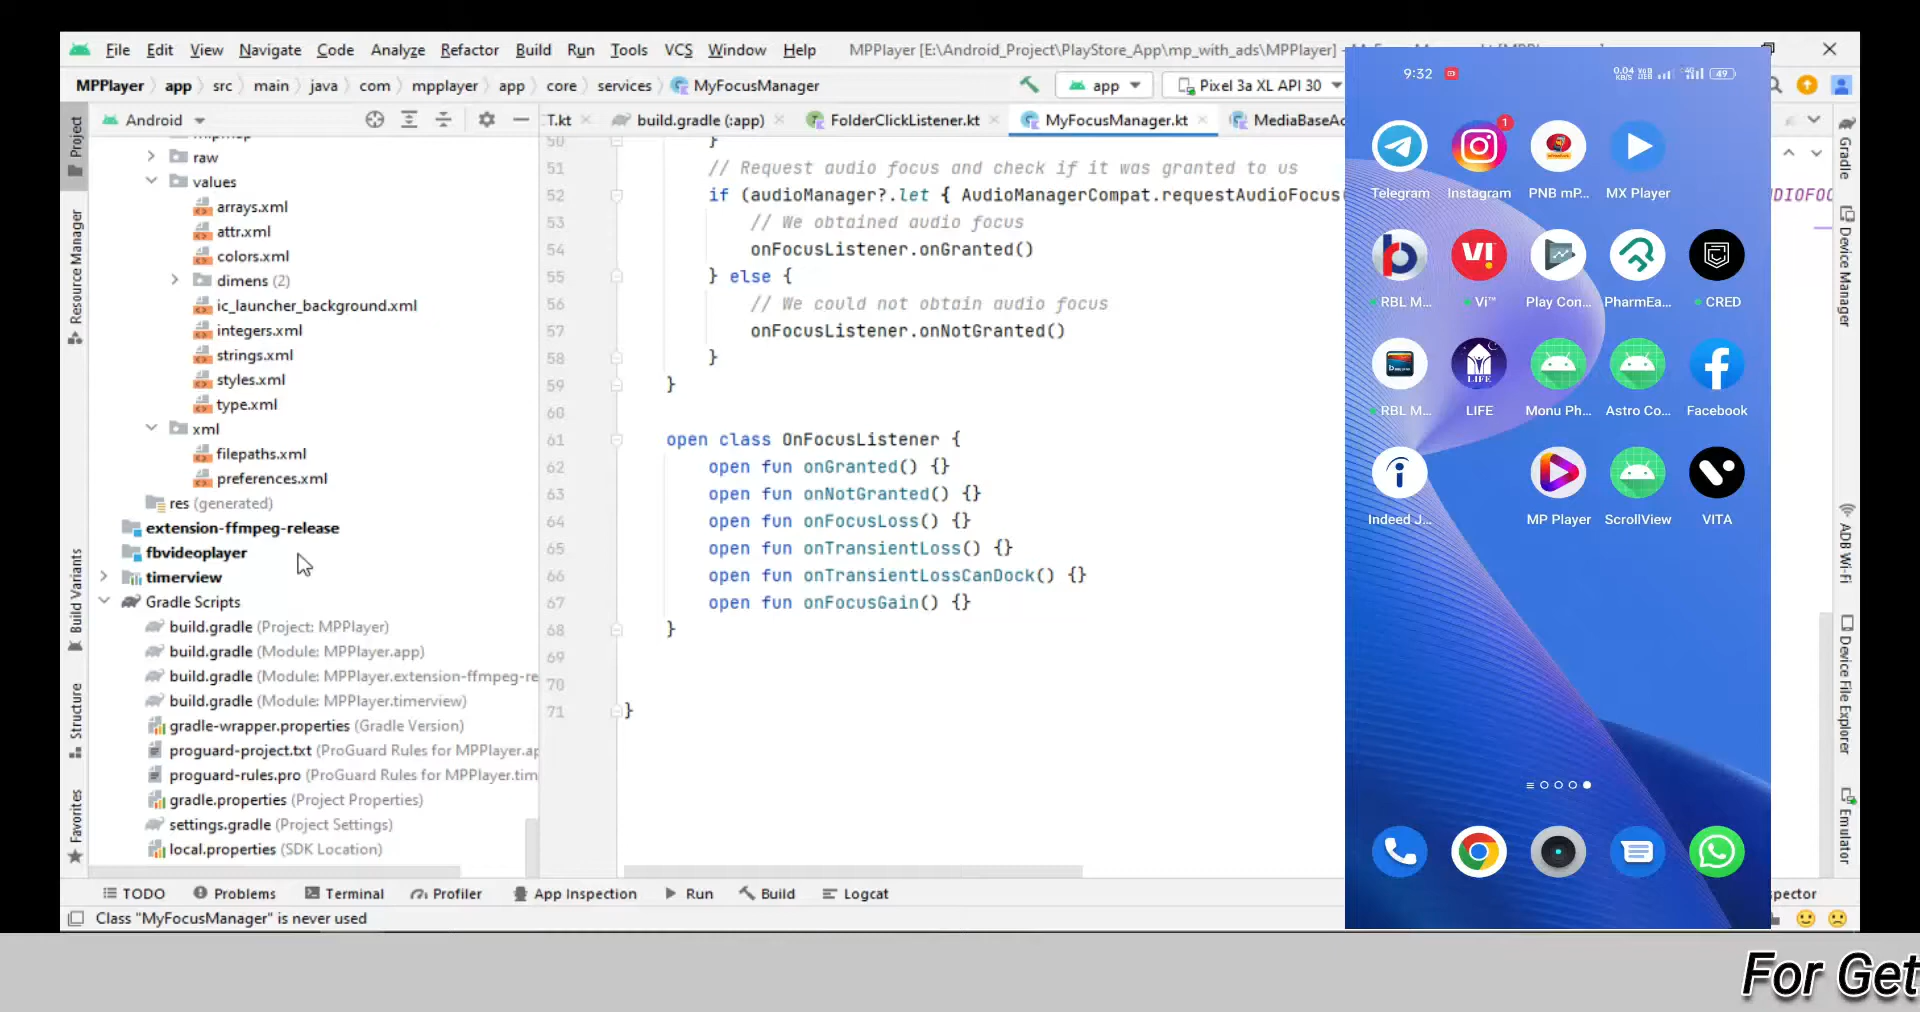 File Edit View Navigate Code Analyze Refactor Build Run Tools VCS Window Help MPPlayer [E:\Android_Project\PlayStore_App\mp_with_ads\MPPlayer]
MPPlayer app src main java com mpplayer app core services MyFocusManager app Pixel 3a XL API 30
Android
T.kt build.gradle (:app) FolderClickListener.kt MyFocusManager.kt MediaBaseAc
raw
values
arrays.xml
attr.xml
colors.xml
dimens (2)
ic_launcher_background.xml
integers.xml
strings.xml
styles.xml
type.xml
xml
filepaths.xml
preferences.xml
res (generated)
extension-ffmpeg-release
fbvideoplayer
timerview
Gradle Scripts
build.gradle (Project: MPPlayer)
build.gradle (Module: MPPlayer.app)
build.gradle (Module: MPPlayer.extension-ffmpeg-re
build.gradle (Module: MPPlayer.timerview)
gradle-wrapper.properties (Gradle Version)
proguard-project.txt (ProGuard Rules for MPPlayer.ap
proguard-rules.pro (ProGuard Rules for MPPlayer.tim
gradle.properties (Project Properties)
settings.gradle (Project Settings)
local.properties (SDK Location)
50 }
51 // Request audio focus and check if it was granted to us
52 if (audioManager?.let { AudioManagerCompat.requestAudioFocus(
53 // We obtained audio focus
54 onFocusListener.onGranted()
55 } else {
56 // We could not obtain audio focus
57 onFocusListener.onNotGranted()
58 }
59 }
60
61 open class OnFocusListener {
62 open fun onGranted() {}
63 open fun onNotGranted() {}
64 open fun onFocusLoss() {}
65 open fun onTransientLoss() {}
66 open fun onTransientLossCanDock() {}
67 open fun onFocusGain() {}
68 }
69
70
71 }
Project
Resource Manager
Build Variants
Structure
Favorites
9:32
0.04 KB/S 49
1
Telegram Instagram PNB mP... MX Player
VI!
RBL M... Vi™ Play Con... PharmEa... CRED
LIFE
RBL M... LIFE Monu Ph... Astro Co... Facebook
Indeed J... MP Player ScrollView VITA
Gradle
Device Manager
ADB Wi-Fi
Device File Explorer
Emulator
TODO Problems Terminal Profiler App Inspection Run Build Logcat
spector
Class "MyFocusManager" is never used
For Get